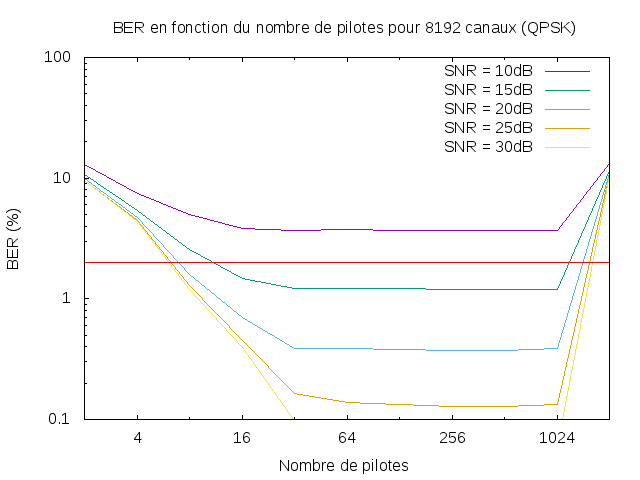 BER en fonction du nombre de pilotes pour 8192 canaux (QPSK)
100
SNR = 10dB
SNR = 15dB
SNR = 20dB
SNR = 25dB
SNR = 30dB
10
BER (%)
1
0.1
4 16 64 256 1024
Nombre de pilotes